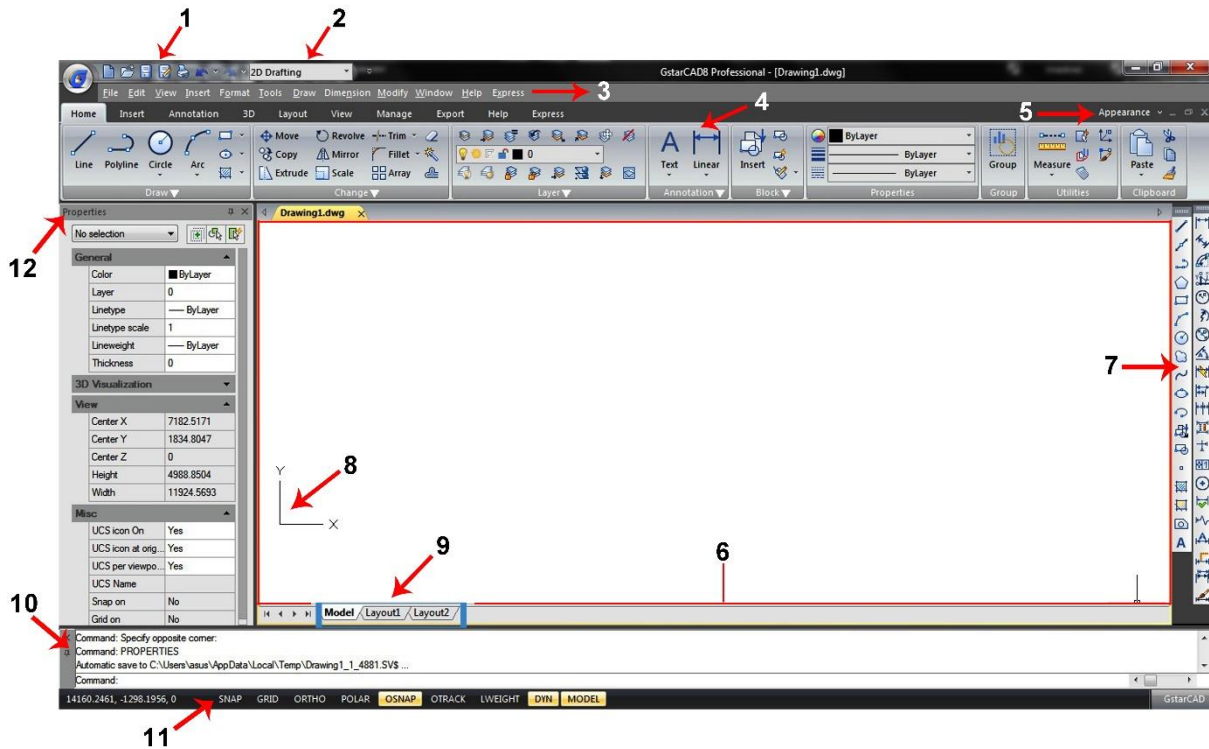 1
2
2D Drafting
GstarCAD8 Professional - [Drawing1.dwg]
File Edit View Insert Format Tools Draw Dimension Modify Window Help Express
3
4
5
Home Insert Annotation 3D Layout View Manage Export Help Express
Appearance
Line Polyline Circle Arc
Move Revolve Trim
Copy Mirror Fillet
Extrude Scale Array
0
Text Linear
Insert
ByLayer
ByLayer
ByLayer
Group
Measure
Paste
Draw Change Layer Annotation Block Properties Group Utilities Clipboard
Properties
Drawing1.dwg
12
No selection
General
Color ByLayer
Layer 0
Linetype ByLayer
Linetype scale 1
Lineweight ByLayer
Thickness 0
3D Visualization
View
Center X 7182.5171
Center Y 1834.8047
Center Z 0
Height 4988.8504
Width 11924.5693
Misc
UCS icon On Yes
UCS icon at orig... Yes
UCS per viewpo... Yes
UCS Name
Snap on No
Grid on No
7
Y
X
8
9
6
A
Model Layout1 Layout2
10
Command: Specify opposite corner:
Command: PROPERTIES
Automatic save to C:\Users\asus\AppData\Local\Temp\Drawing1_1_4881.SV$ ...
Command:
14160.2461, -1298.1956, 0 SNAP GRID ORTHO POLAR OSNAP OTRACK LWEIGHT DYN MODEL GstarCAD
11